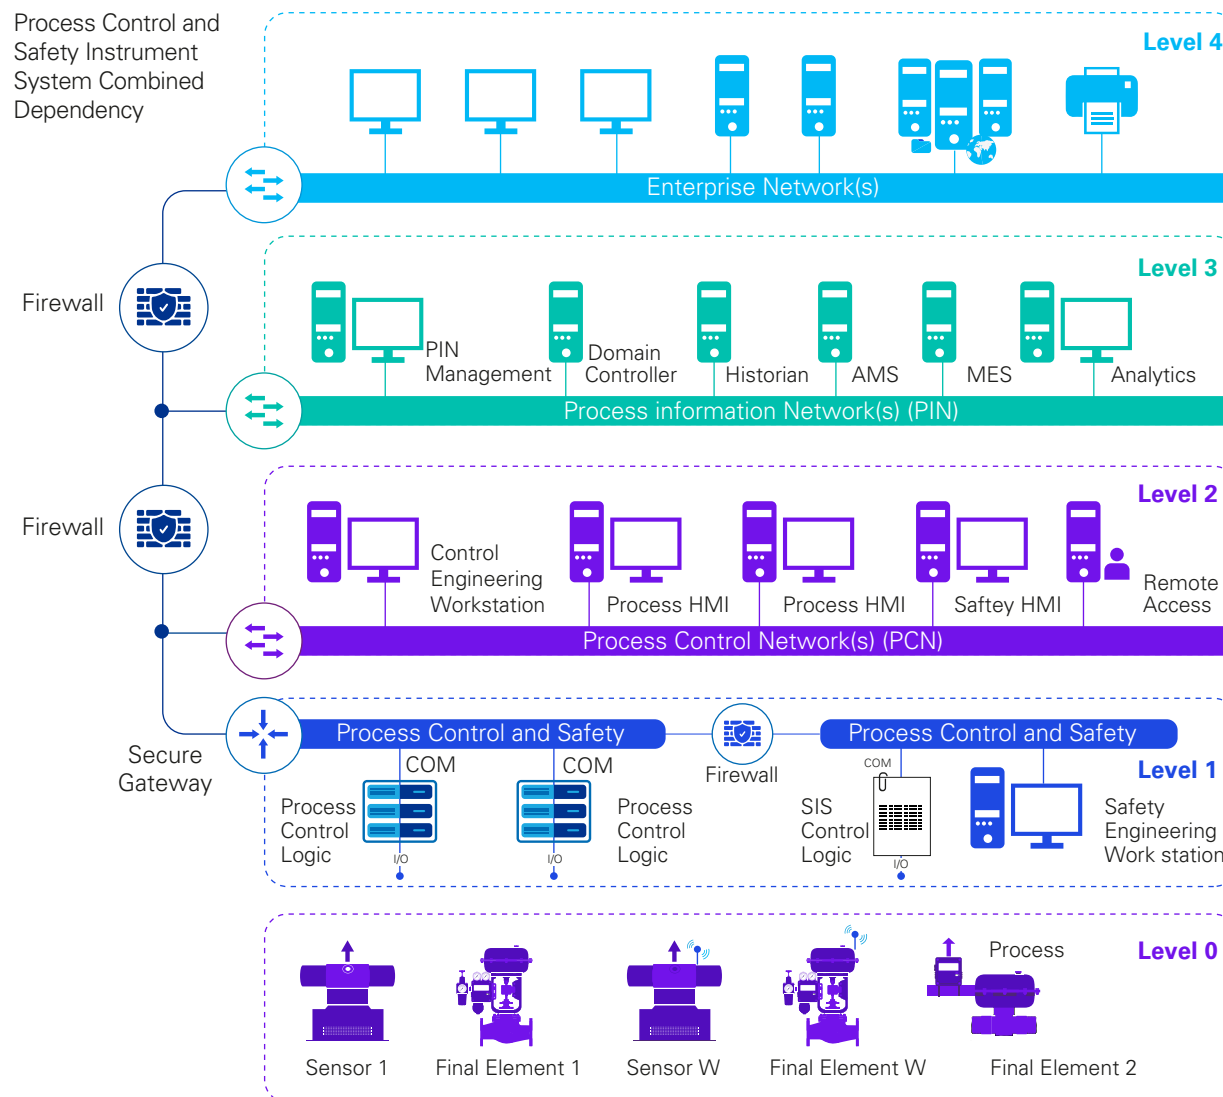 Process Control and
Safety Instrument
System Combined
Dependency
Level 4
Enterprise Network(s)
Firewall
Level 3
PIN
Management
Domain
Controller
Historian
AMS
MES
Analytics
Process information Network(s) (PIN)
Firewall
Level 2
Control
Engineering
Workstation
Process HMI
Process HMI
Saftey HMI
Remote
Access
Process Control Network(s) (PCN)
Secure
Gateway
Process Control and Safety
Firewall
Process Control and Safety
Level 1
COM
COM
COM
Process
Control
Logic
I/O
Process
Control
Logic
I/O
SIS
Control
Logic
I/O
Safety
Engineering
Work station
Level 0
Process
Sensor 1
Final Element 1
Sensor W
Final Element W
Final Element 2